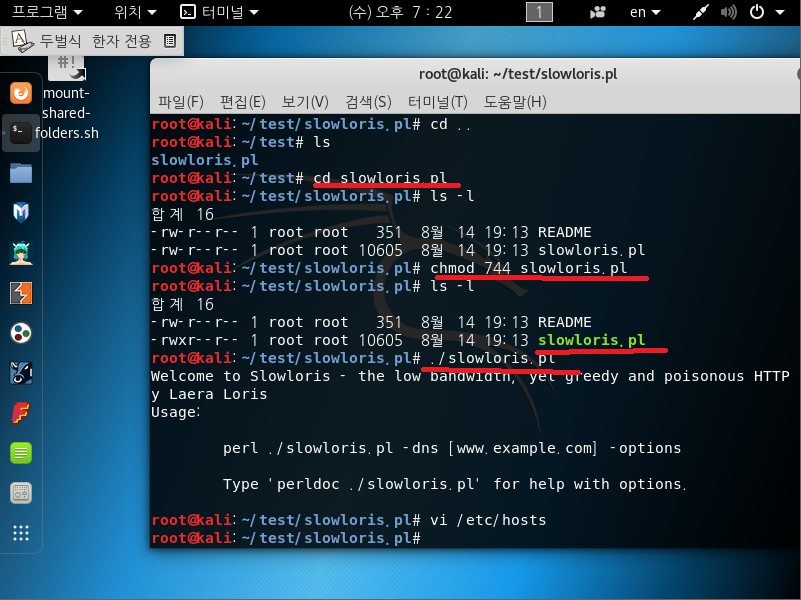 프로그램 위치 터미널 (수) 오후 7 : 22 1 en
두벌식 한자 전용
#!
mount-
shared-
folders.sh
root@kali: ~/test/slowloris.pl
파일(F) 편집(E) 보기(V) 검색(S) 터미널(T) 도움말(H)
root@kali:~/test/slowloris.pl# cd ..
root@kali:~/test# ls
slowloris.pl
root@kali:~/test# cd slowloris.pl
root@kali:~/test/slowloris.pl# ls -l
합계 16
-rw-r--r-- 1 root root 351 8월 14 19:13 README
-rw-r--r-- 1 root root 10605 8월 14 19:13 slowloris.pl
root@kali:~/test/slowloris.pl# chmod 744 slowloris.pl
root@kali:~/test/slowloris.pl# ls -l
합계 16
-rw-r--r-- 1 root root 351 8월 14 19:13 README
-rwxr--r-- 1 root root 10605 8월 14 19:13 slowloris.pl
root@kali:~/test/slowloris.pl# ./slowloris.pl
Welcome to Slowloris - the low bandwidth, yet greedy and poisonous HTTP
y Laera Loris
Usage:
perl ./slowloris.pl -dns [www.example.com] -options
Type 'perldoc ./slowloris.pl' for help with options.
root@kali:~/test/slowloris.pl# vi /etc/hosts
root@kali:~/test/slowloris.pl#